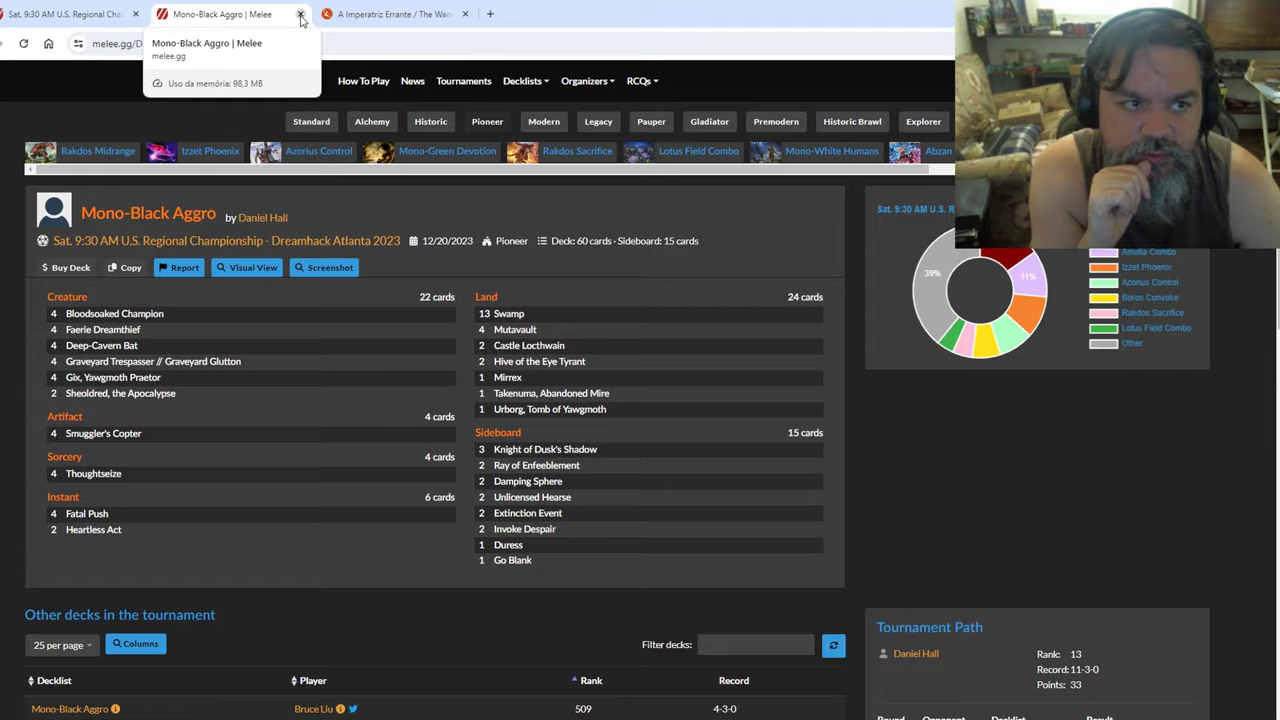 Sat. 9:30 AM U.S. Regional Cham
Mono-Black Aggro | Melee
A Imperatriz Errante / The Wan
melee.gg/D
Mono-Black Aggro | Melee
melee.gg
Uso da memória: 98,3 MB
How To Play
News
Tournaments
Decklists
Organizers
RCQs
Standard
Alchemy
Historic
Pioneer
Modern
Legacy
Pauper
Gladiator
Premodern
Historic Brawl
Explorer
Rakdos Midrange
Izzet Phoenix
Azorius Control
Mono-Green Devotion
Rakdos Sacrifice
Lotus Field Combo
Mono-White Humans
Abzan
Mono-Black Aggro by Daniel Hall
Sat. 9:30 AM U.S. Regional Championship - Dreamhack Atlanta 2023 12/20/2023 Pioneer Deck: 60 cards - Sideboard: 15 cards
$ Buy Deck Copy Report Visual View Screenshot
Creature 22 cards
4 Bloodsoaked Champion
4 Faerie Dreamthief
4 Deep-Cavern Bat
4 Graveyard Trespasser // Graveyard Glutton
4 Gix, Yawgmoth Praetor
2 Sheoldred, the Apocalypse
Artifact 4 cards
4 Smuggler's Copter
Sorcery 4 cards
4 Thoughtseize
Instant 6 cards
4 Fatal Push
2 Heartless Act
Land 24 cards
13 Swamp
4 Mutavault
2 Castle Locthwain
2 Hive of the Eye Tyrant
1 Mirrex
1 Takenuma, Abandoned Mire
1 Urborg, Tomb of Yawgmoth
Sideboard 15 cards
3 Knight of Dusk's Shadow
2 Ray of Enfeeblement
2 Damping Sphere
2 Unlicensed Hearse
2 Extinction Event
2 Invoke Despair
1 Duress
1 Go Blank
Sat. 9:30 AM U.S. R
39%
11%
Amalia Combo
Izzet Phoenix
Azorius Control
Boros Convoke
Rakdos Sacrifice
Lotus Field Combo
Other
Other decks in the tournament
25 per page Columns
Filter decks:
Decklist Player Rank Record
Mono-Black Aggro Bruce Liu 509 4-3-0
Tournament Path
Daniel Hall
Rank: 13
Record: 11-3-0
Points: 33
Round Opponent Decklist Result